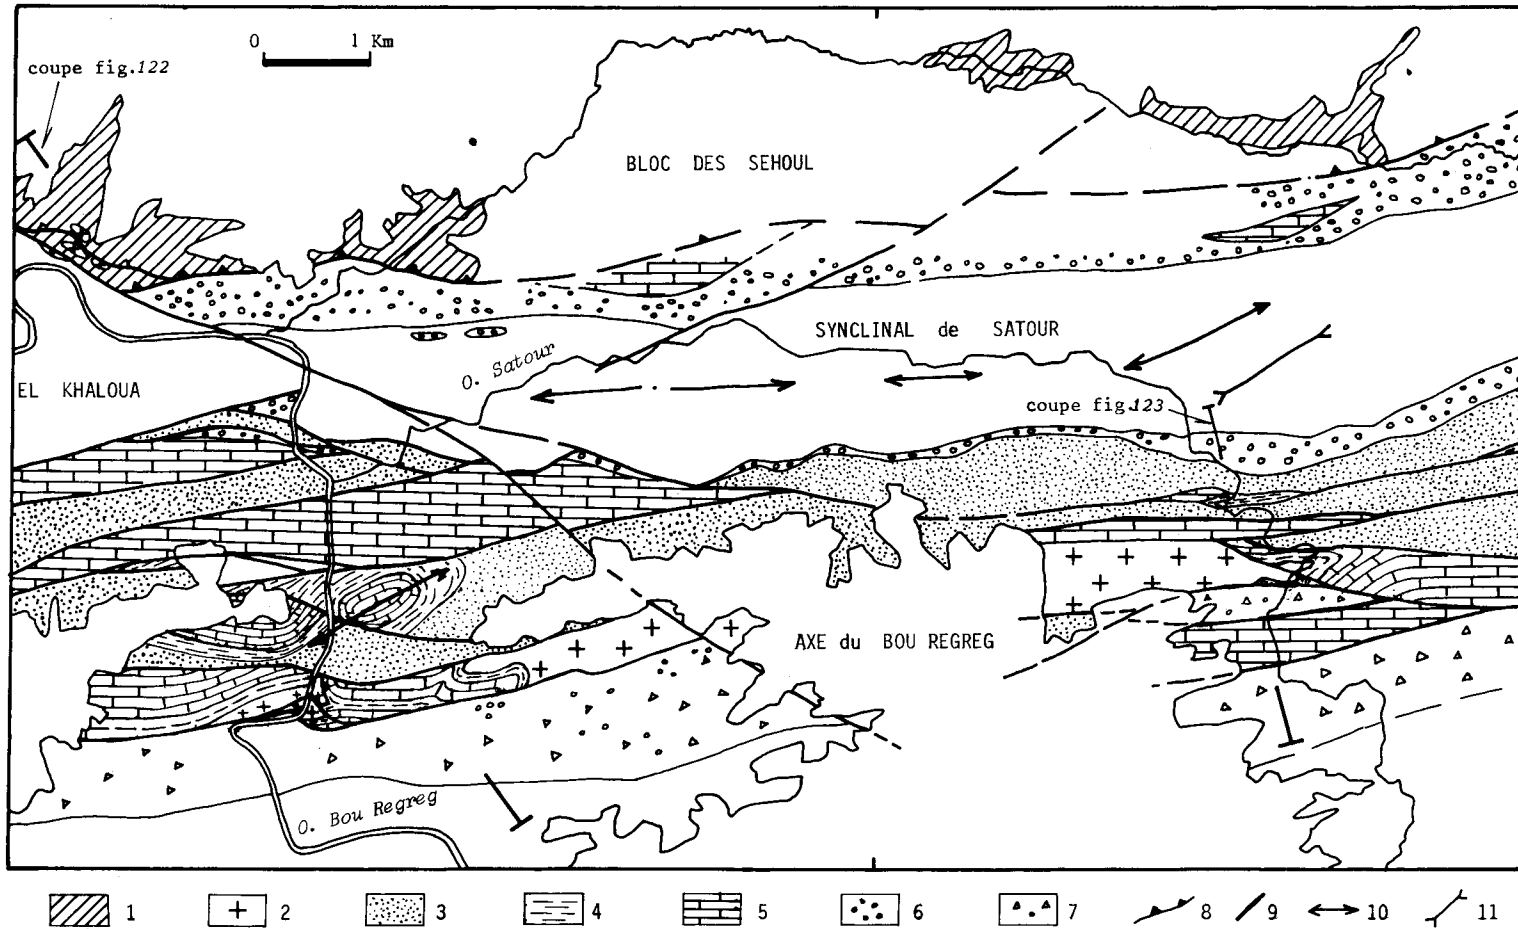 0 1 Km
coupe fig.122
BLOC DES SEHOUL
SYNCLINAL de SATOUR
O. Satour
EL KHALOUA
coupe fig.123
AXE du BOU REGREG
O. Bou Regreg
1 2 3 4 5 6 7 8 9 10 11